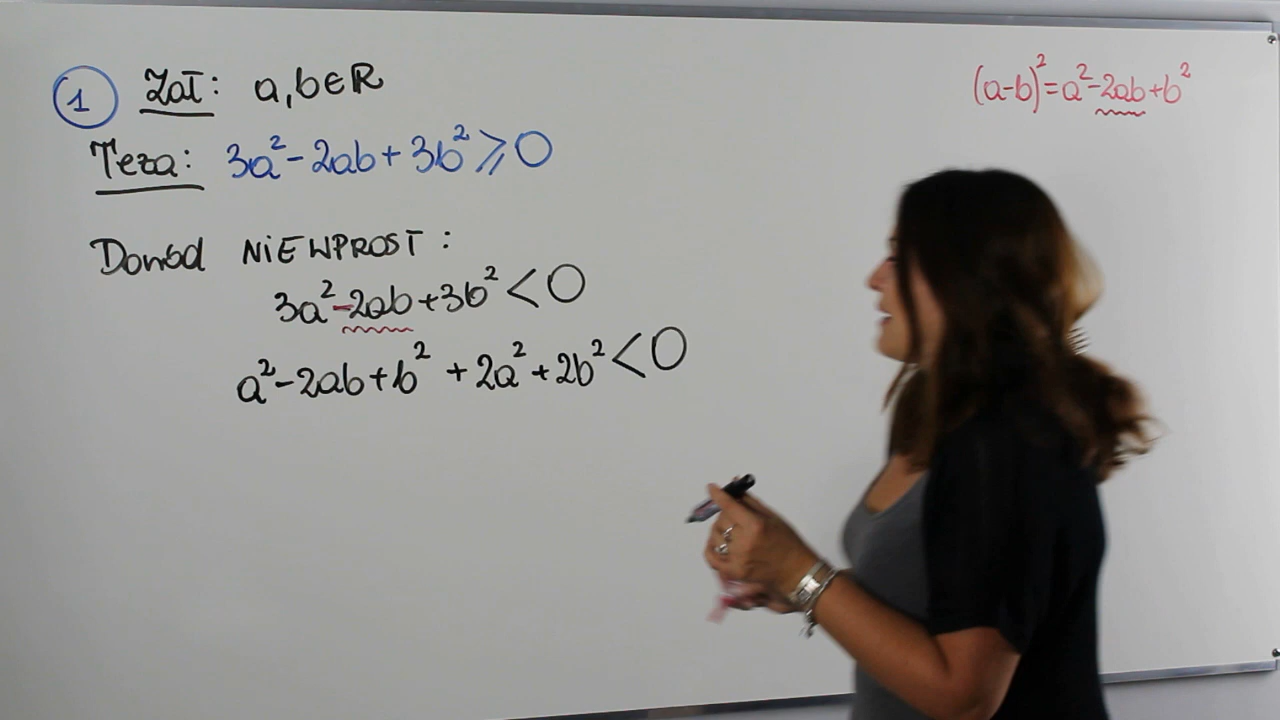 1 Zał: a,b∈R
Teza: 3a²-2ab+3b²≥0
Dowód NIEWPROST:
3a²-2ab+3b²<0
a²-2ab+b²+2a²+2b²<0
(a-b)²=a²-2ab+b²